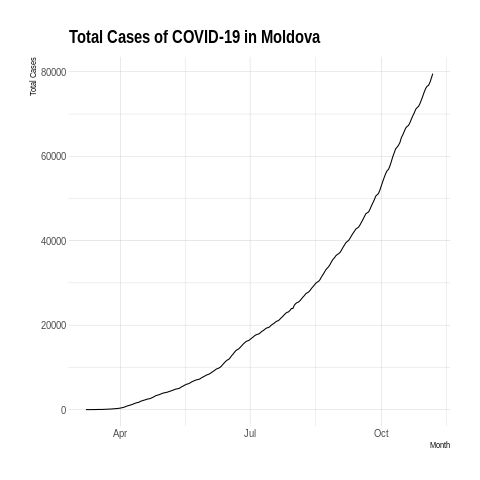 Total Cases of COVID-19 in Moldova
Total Cases
80000
60000
40000
20000
0
Apr
Jul
Oct
Month